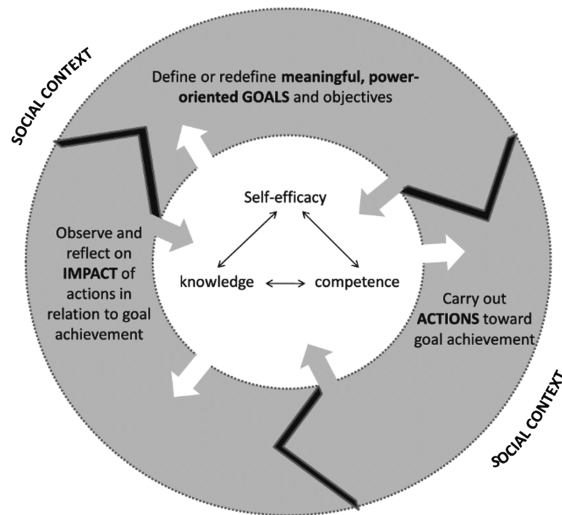 SOCIAL CONTEXT
Define or redefine meaningful, power-
oriented GOALS and objectives
Self-efficacy
knowledge
competence
Observe and
reflect on
IMPACT of
actions in
relation to goal
achievement
Carry out
ACTIONS toward
goal achievement
SOCIAL CONTEXT